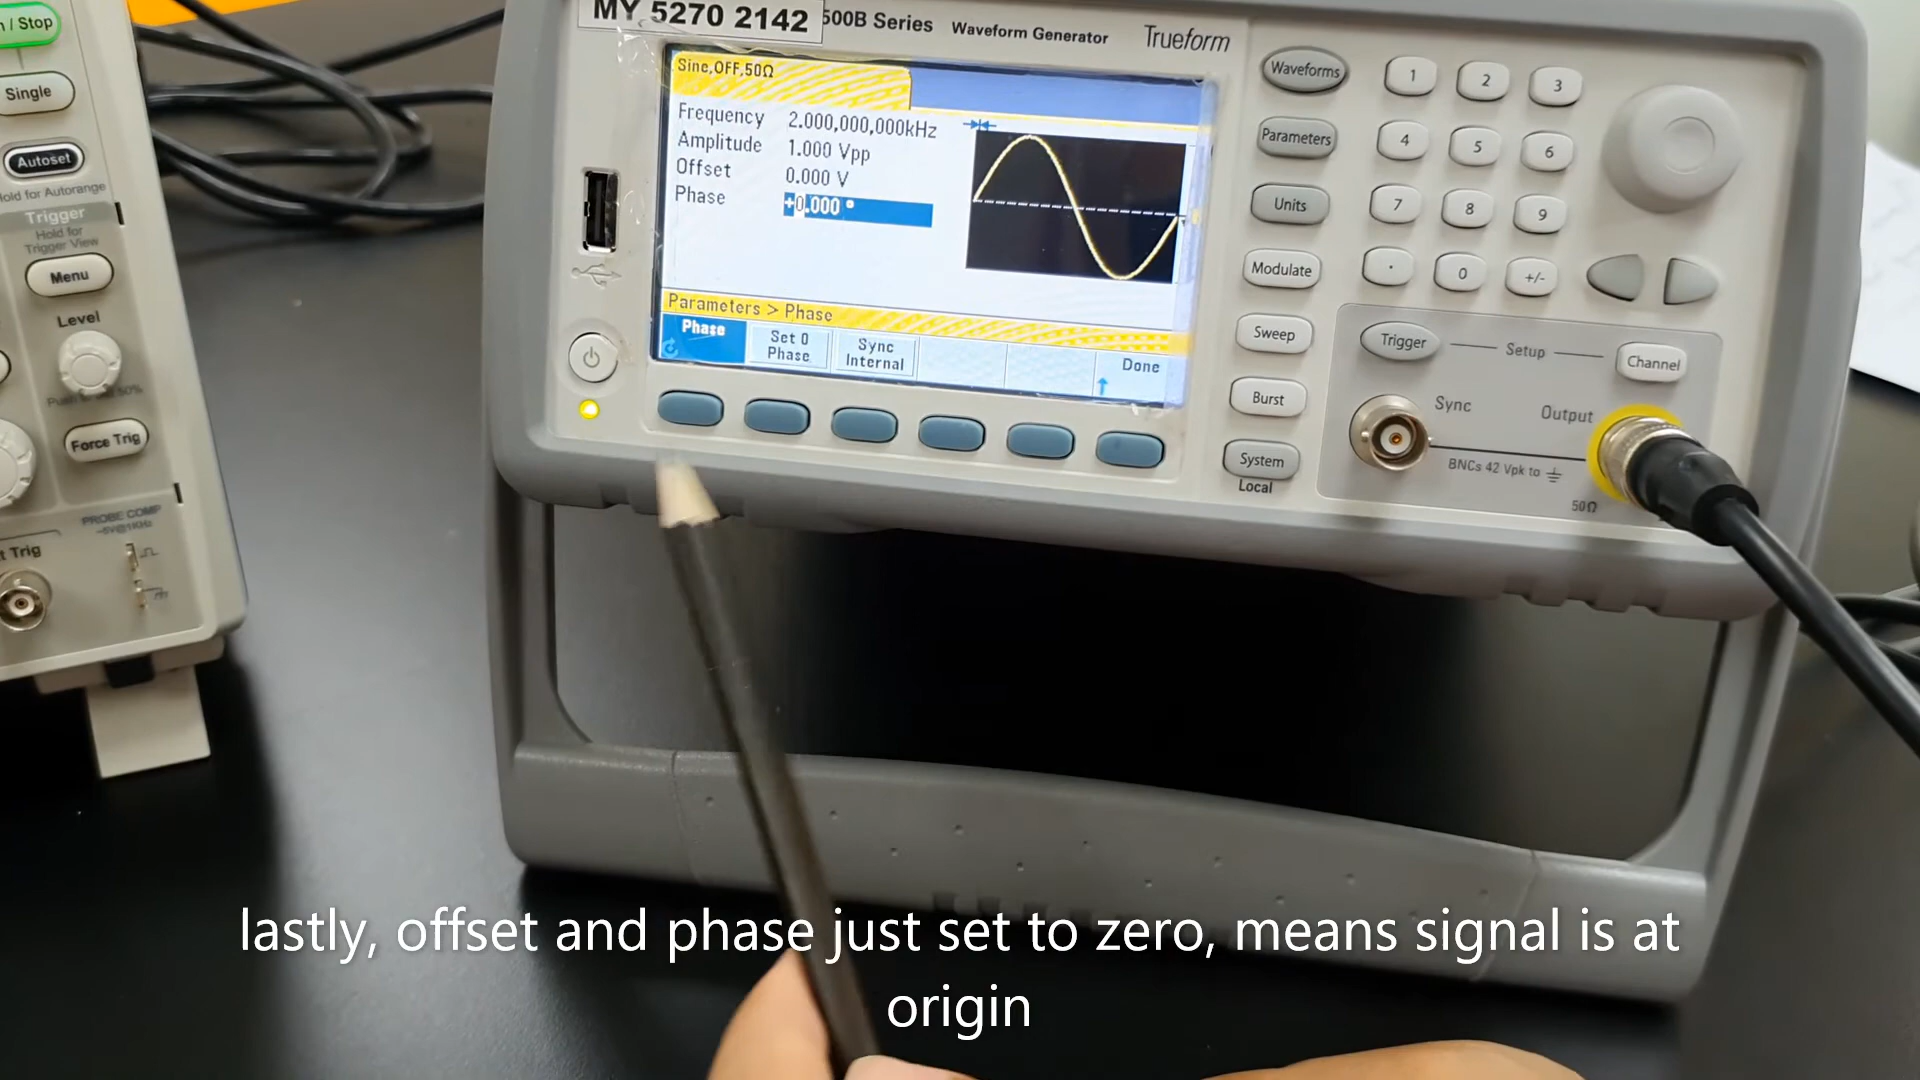 n / Stop
Single
Autoset
Hold for Autorange
Trigger
Hold for
Trigger View
Menu
Level
Force Trig
PROBE COMP
~5V@1KHz
t Trig
MY 5270 2142
500B Series
Waveform Generator
Trueform
Sine,OFF,50Ω
Frequency 2.000,000,000kHz
Amplitude 1.000 Vpp
Offset 0.000 V
Phase +0.000 °
Parameters > Phase
Phase
Set 0
Phase
Sync
Internal
Done
Waveforms
Parameters
Units
Modulate
Sweep
Burst
System
Local
1 2 3
4 5 6
7 8 9
. 0 +/-
Trigger
Setup
Channel
Sync
Output
BNCs 42 Vpk to
50Ω
lastly, offset and phase just set to zero, means signal is at
origin